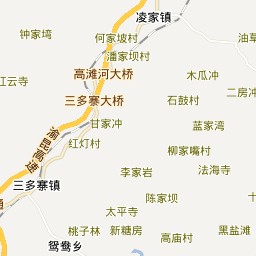 凌家镇
钟家塆
何家坡村
油草
潘家坝村
高滩河大桥
木瓜冲
红云寺
二房冲
三多寨大桥
石鼓村
甘家冲
蓝家湾
渝昆高速
红灯村
柳家嘴村
法海寺
李家岩
三多寨镇
陈家坝
太平寺
通
桃子林
新糖房
黑盐滩
高庙村
鸳鸯乡